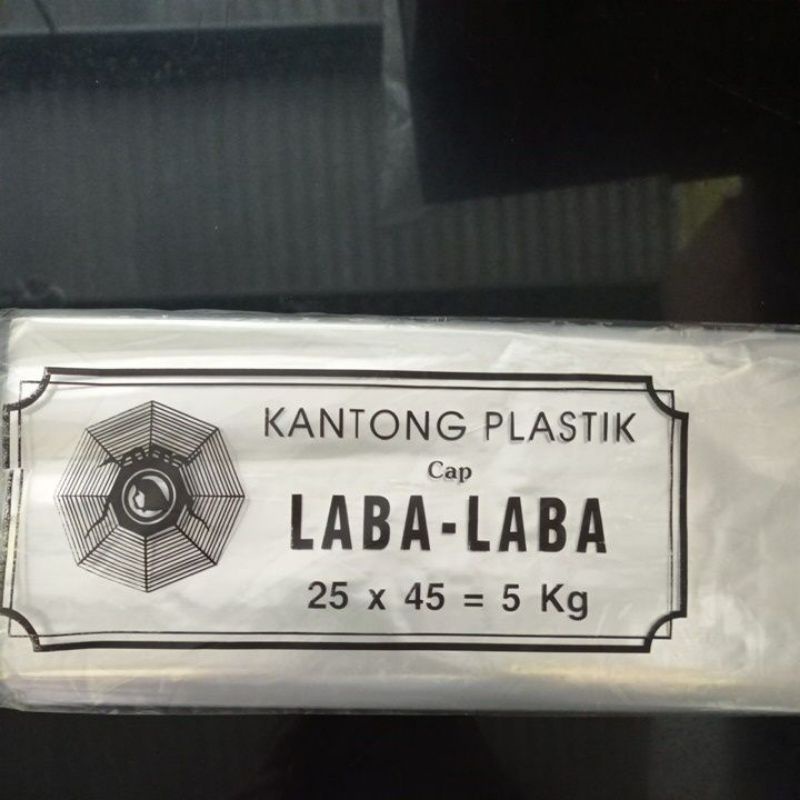 KANTONG PLASTIK
Cap
LABA-LABA
25 x 45 = 5 Kg